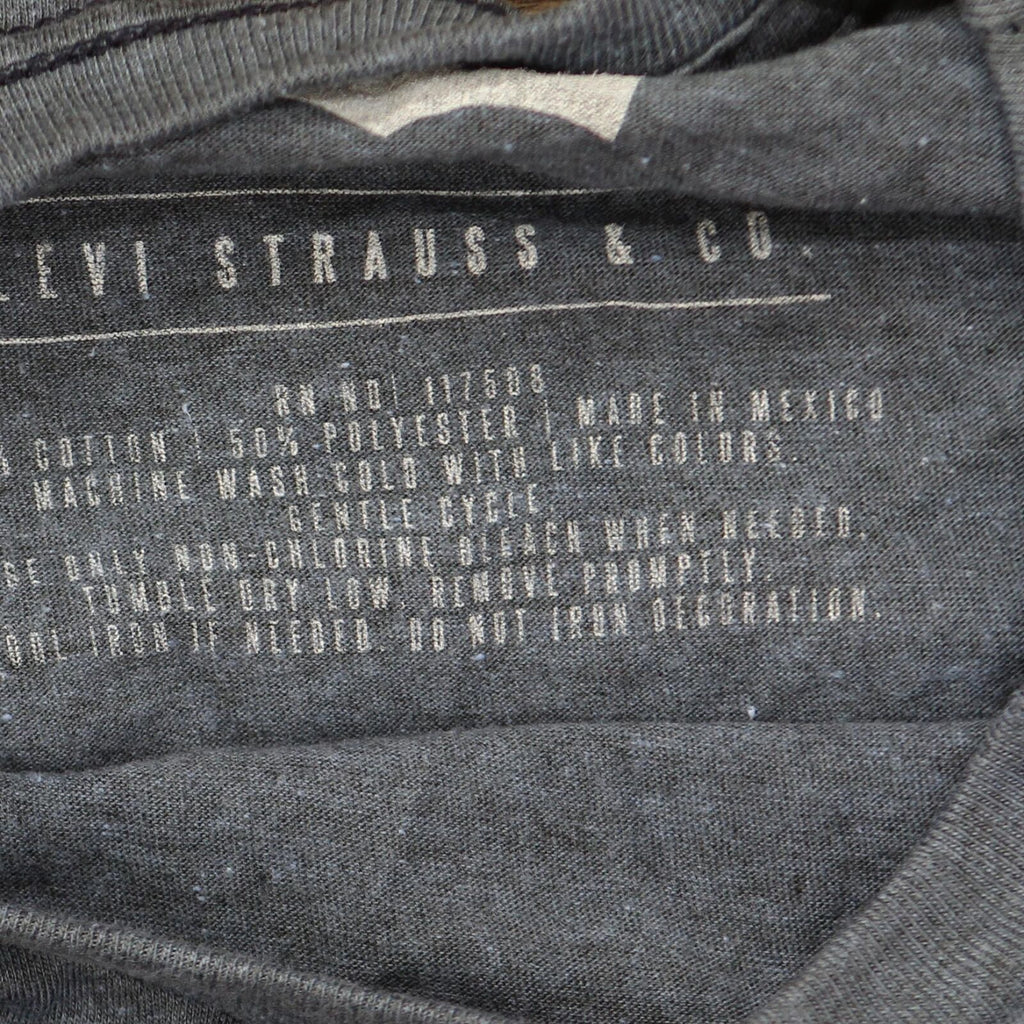 LEVI STRAUSS & CO.
RN NO| 117508
% COTTON | 50% POLYESTER | MADE IN MEXICO
MACHINE WASH COLD WITH LIKE COLORS.
GENTLE CYCLE.
SE ONLY NON-CHLORINE BLEACH WHEN NEEDED.
TUMBLE DRY LOW. REMOVE PROMPTLY.
OOL IRON IF NEEDED. DO NOT IRON DECORATION.